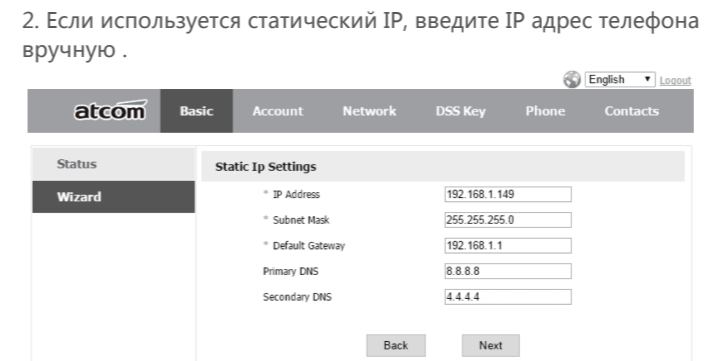 2. Если используется статический IP, введите IP адрес телефона
вручную .
English Logout
atcom Basic Account Network DSS Key Phone Contacts
Status
Wizard
Static Ip Settings
* IP Address 192.168.1.149
* Subnet Mask 255.255.255.0
* Default Gateway 192.168.1.1
Primary DNS 8.8.8.8
Secondary DNS 4.4.4.4
Back Next